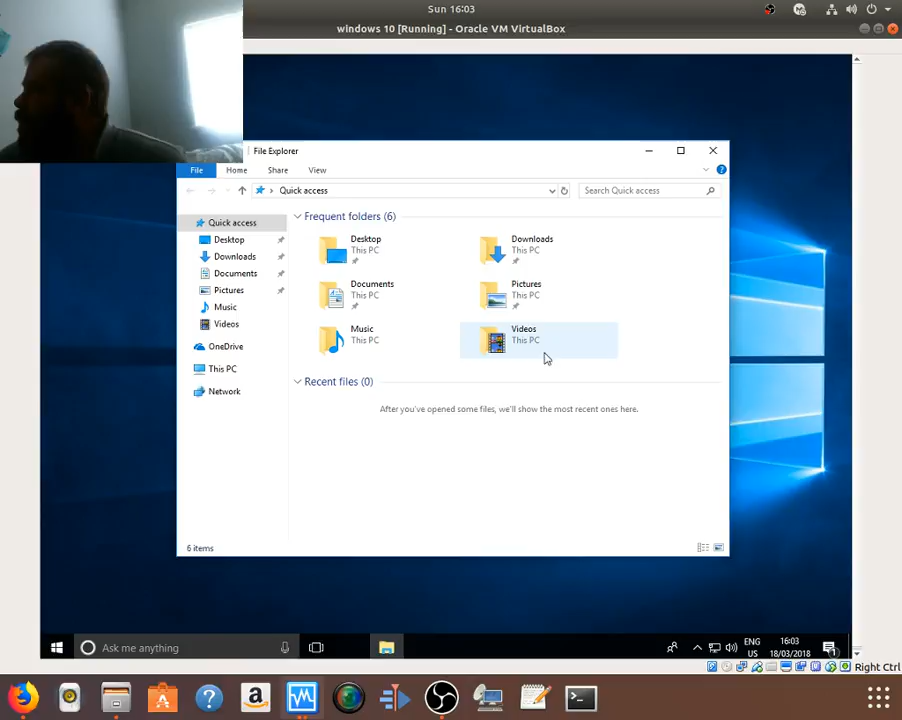 Sun 16:03
windows 10 [Running] - Oracle VM VirtualBox
File Explorer
File Home Share View
Quick access
Search Quick access
Quick access
Desktop
Downloads
Documents
Pictures
Music
Videos
OneDrive
This PC
Network
Frequent folders (6)
Desktop
This PC
Downloads
This PC
Documents
This PC
Pictures
This PC
Music
This PC
Videos
This PC
Recent files (0)
After you've opened some files, we'll show the most recent ones here.
6 items
Ask me anything
ENG
US
16:03
18/03/2018
1
Right Ctrl